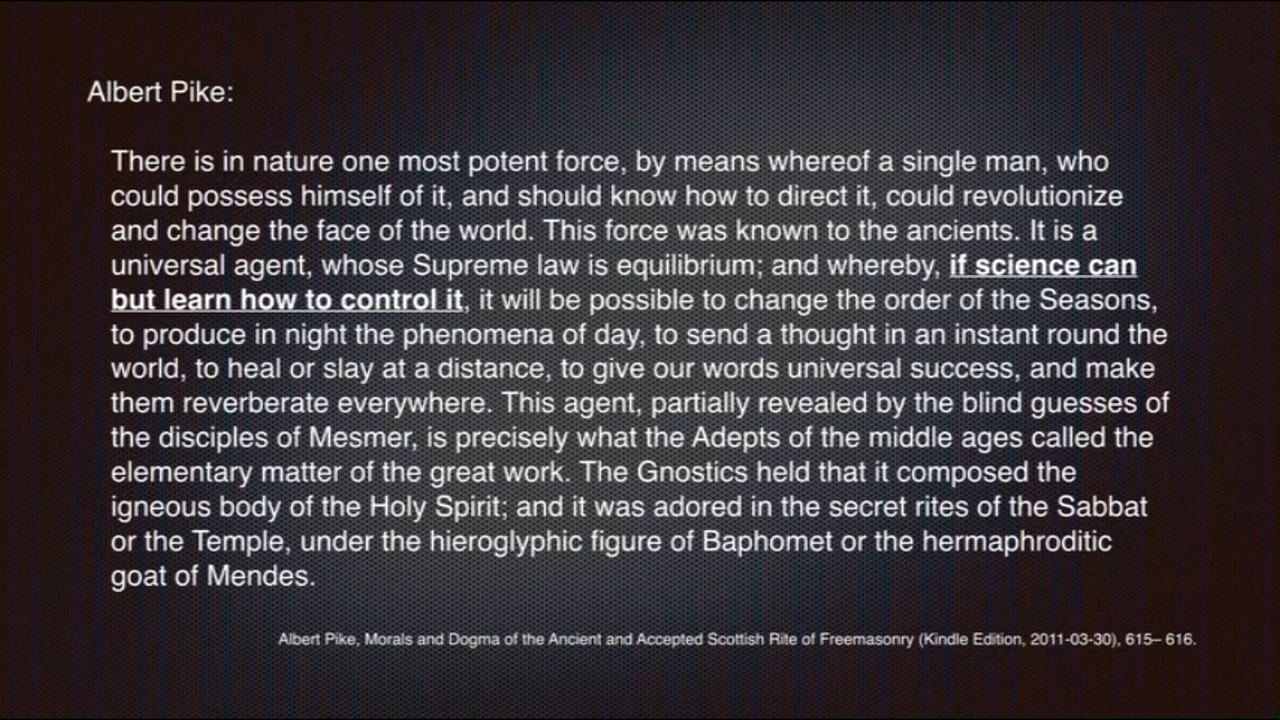 Albert Pike:
There is in nature one most potent force, by means whereof a single man, who
could possess himself of it, and should know how to direct it, could revolutionize
and change the face of the world. This force was known to the ancients. It is a
universal agent, whose Supreme law is equilibrium; and whereby, if science can
but learn how to control it, it will be possible to change the order of the Seasons,
to produce in night the phenomena of day, to send a thought in an instant round the
world, to heal or slay at a distance, to give our words universal success, and make
them reverberate everywhere. This agent, partially revealed by the blind guesses of
the disciples of Mesmer, is precisely what the Adepts of the middle ages called the
elementary matter of the great work. The Gnostics held that it composed the
igneous body of the Holy Spirit; and it was adored in the secret rites of the Sabbat
or the Temple, under the hieroglyphic figure of Baphomet or the hermaphroditic
goat of Mendes.
Albert Pike, Morals and Dogma of the Ancient and Accepted Scottish Rite of Freemasonry (Kindle Edition, 2011-03-30), 615– 616.